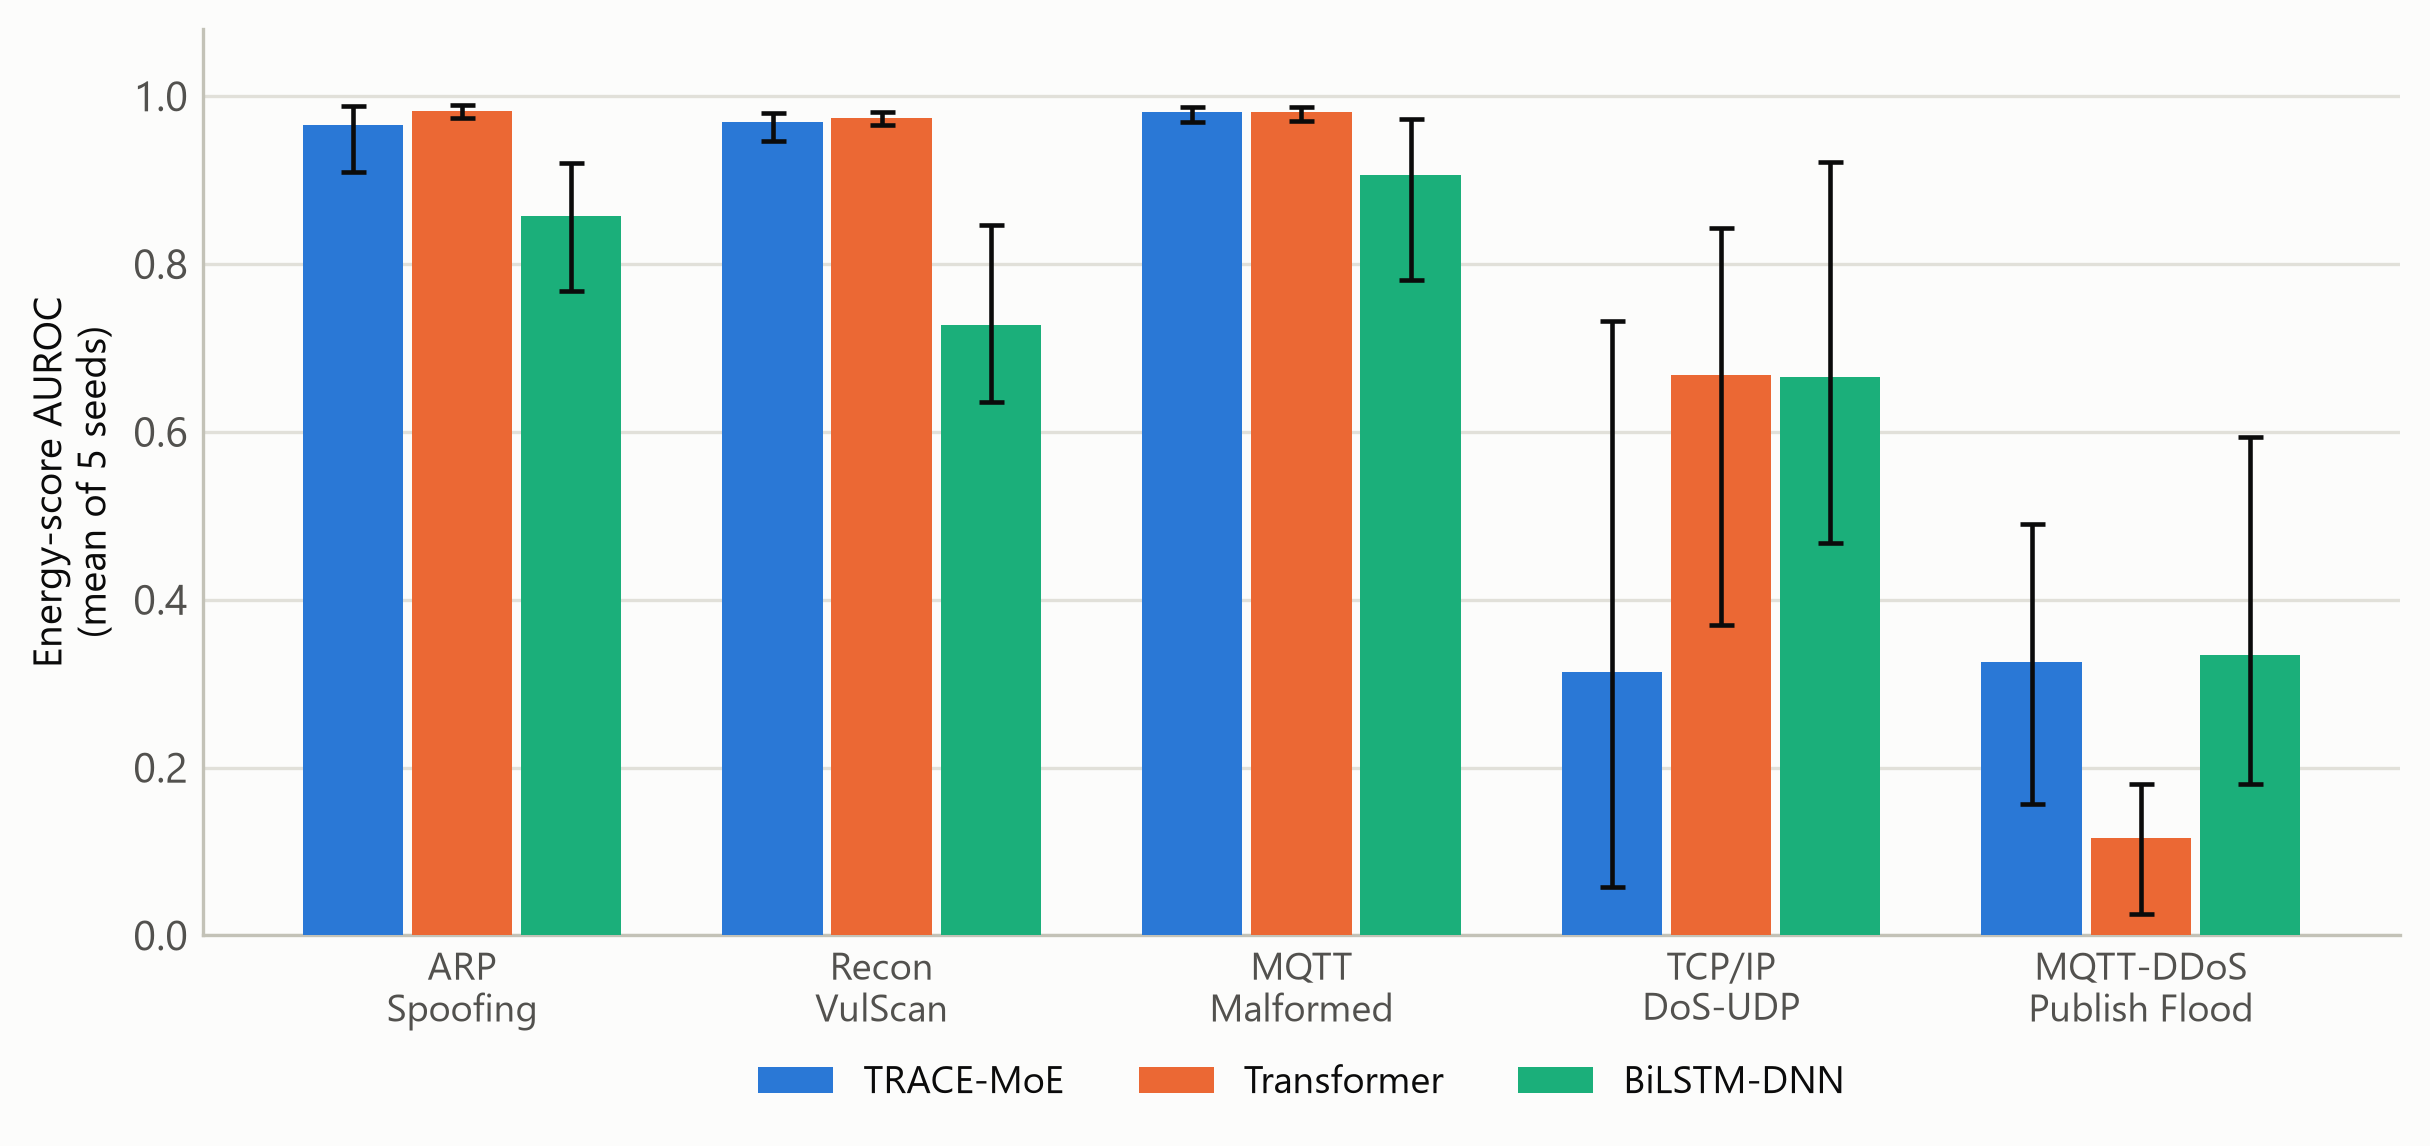 Energy-score AUROC
(mean of 5 seeds)
1.0
0.8
0.6
0.4
0.2
0.0
ARP
Spoofing
Recon
VulScan
MQTT
Malformed
TCP/IP
DoS-UDP
MQTT-DDoS
Publish Flood
TRACE-MoE
Transformer
BiLSTM-DNN